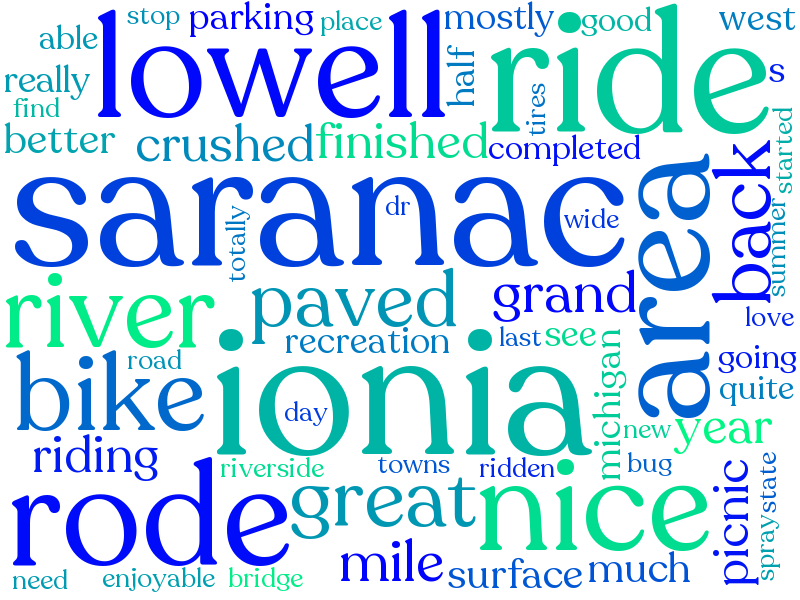 stop parking place mostly good west
able lowell ride
really half tires s
find
better crushed finished completed
saranac area back started
totally dr wide summer
river paved grand love
recreation last see
bike road ionia michigan going
day quite
riding new year
riverside towns ridden bug
rode great nice picnic state
mile spray
need enjoyable bridge surface much